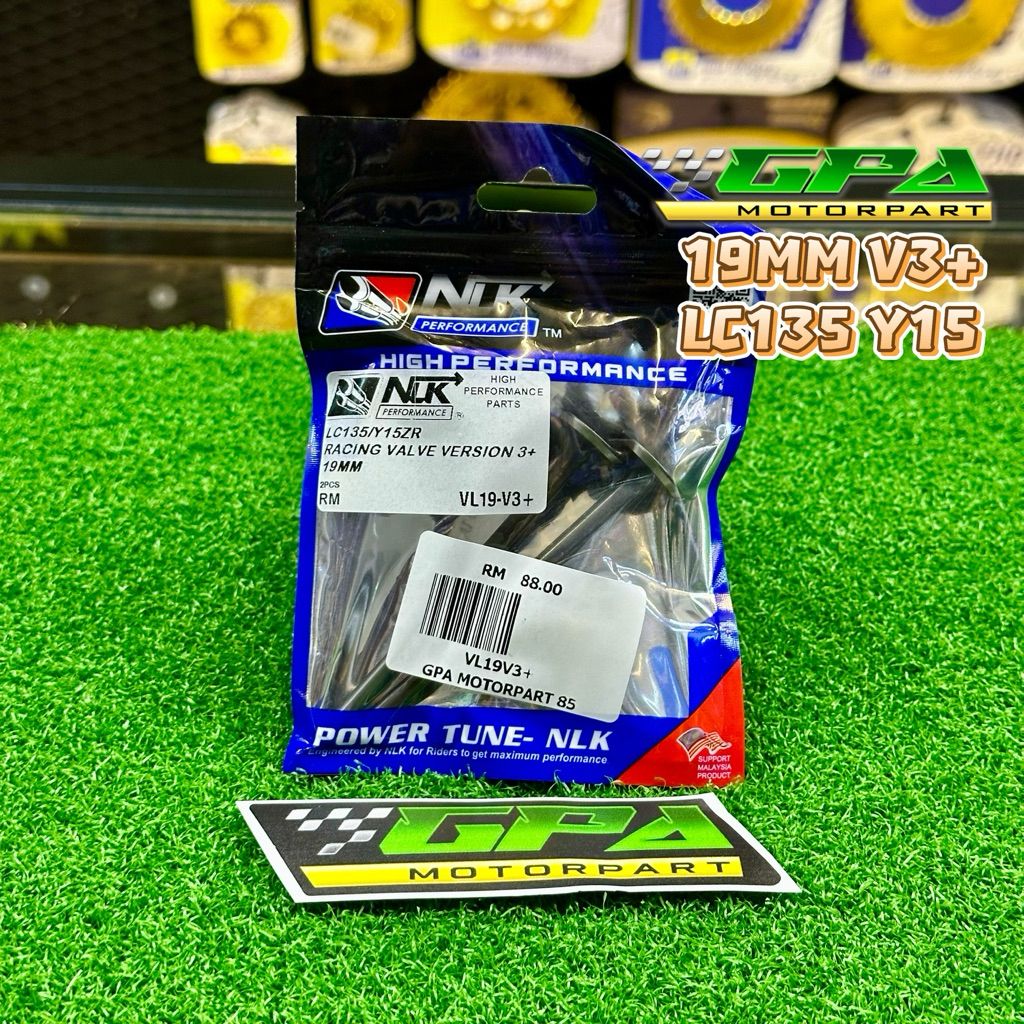 GPA
MOTORPART
19MM V3+
LC135 Y15
NLK
PERFORMANCE TM
HIGH PERFORMANCE
NLK
PERFORMANCE ®
HIGH
PERFORMANCE
PARTS
LC135/Y15ZR
RACING VALVE VERSION 3+
19MM
2PCS
RM VL19-V3+
RM 88.00
VL19V3+
GPA MOTORPART 85
POWER TUNE- NLK
Engineered by NLK for Riders to get maximum performance
SUPPORT
MALAYSIA
PRODUCT
GPA
MOTORPART